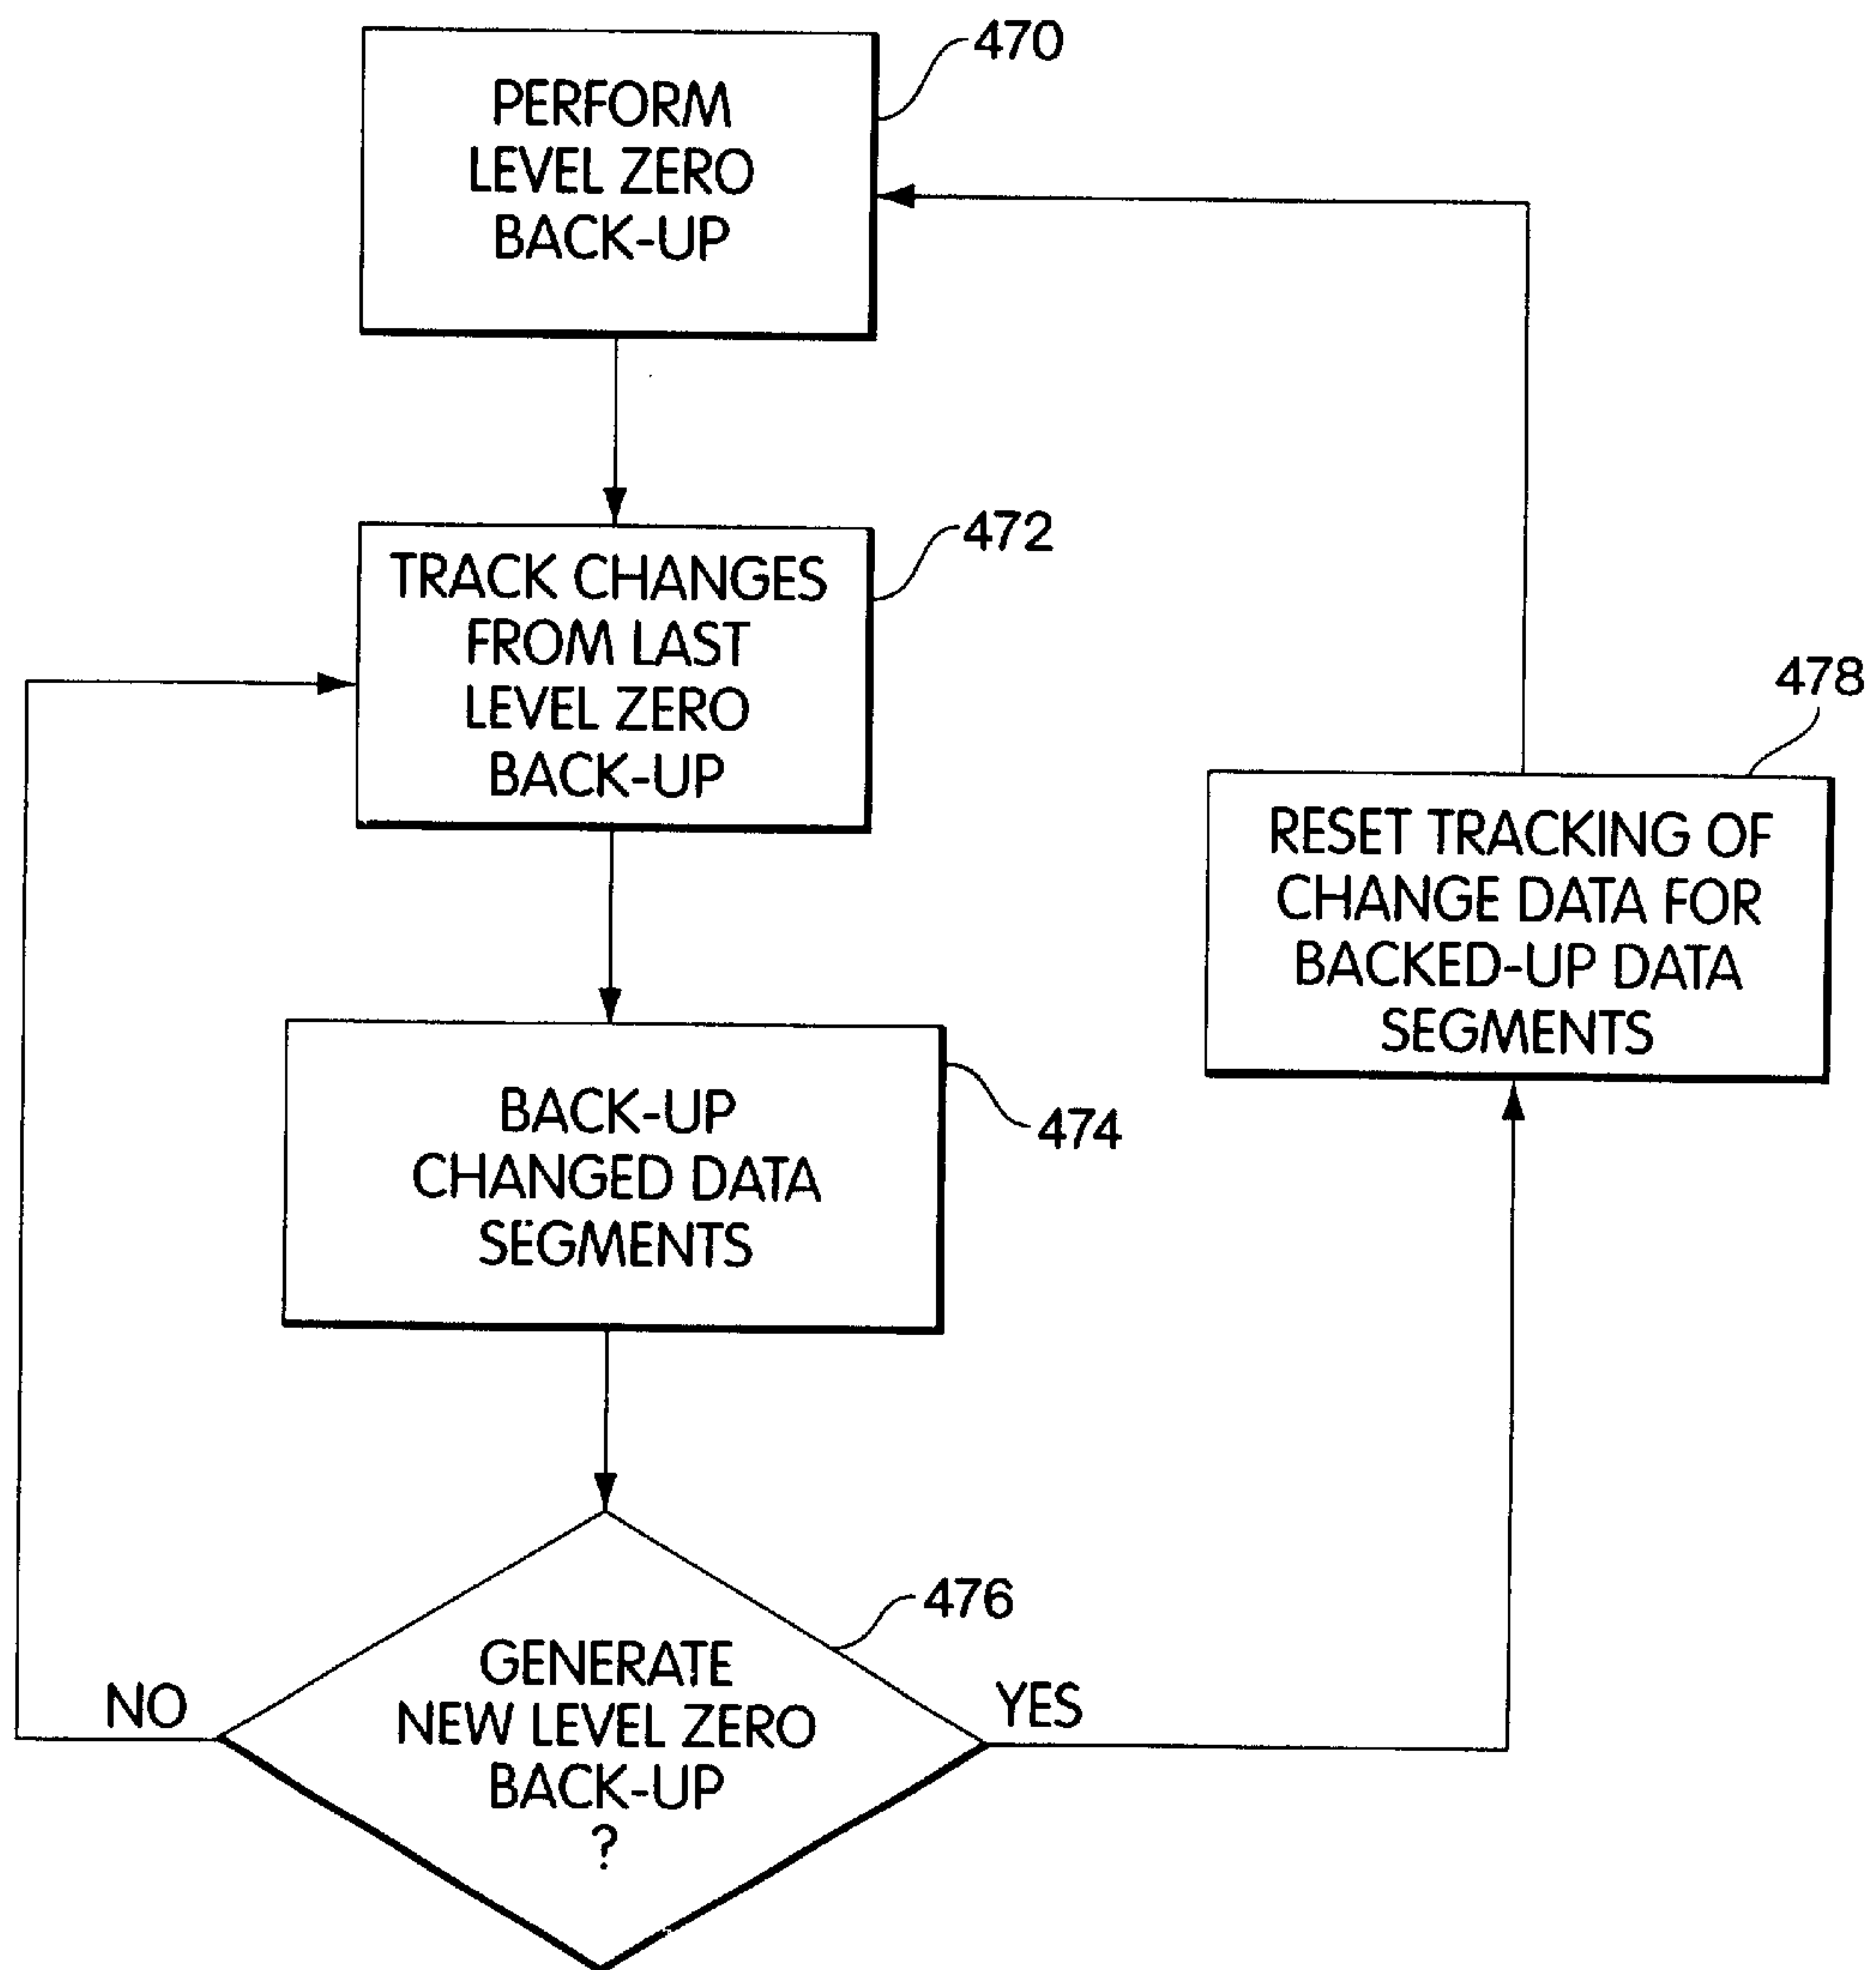 470
PERFORM
LEVEL ZERO
BACK-UP
472
TRACK CHANGES
FROM LAST
LEVEL ZERO
BACK-UP
478
RESET TRACKING OF
CHANGE DATA FOR
BACKED-UP DATA
SEGMENTS
474
BACK-UP
CHANGED DATA
SEGMENTS
476
GENERATE
NEW LEVEL ZERO
BACK-UP
?
NO
YES